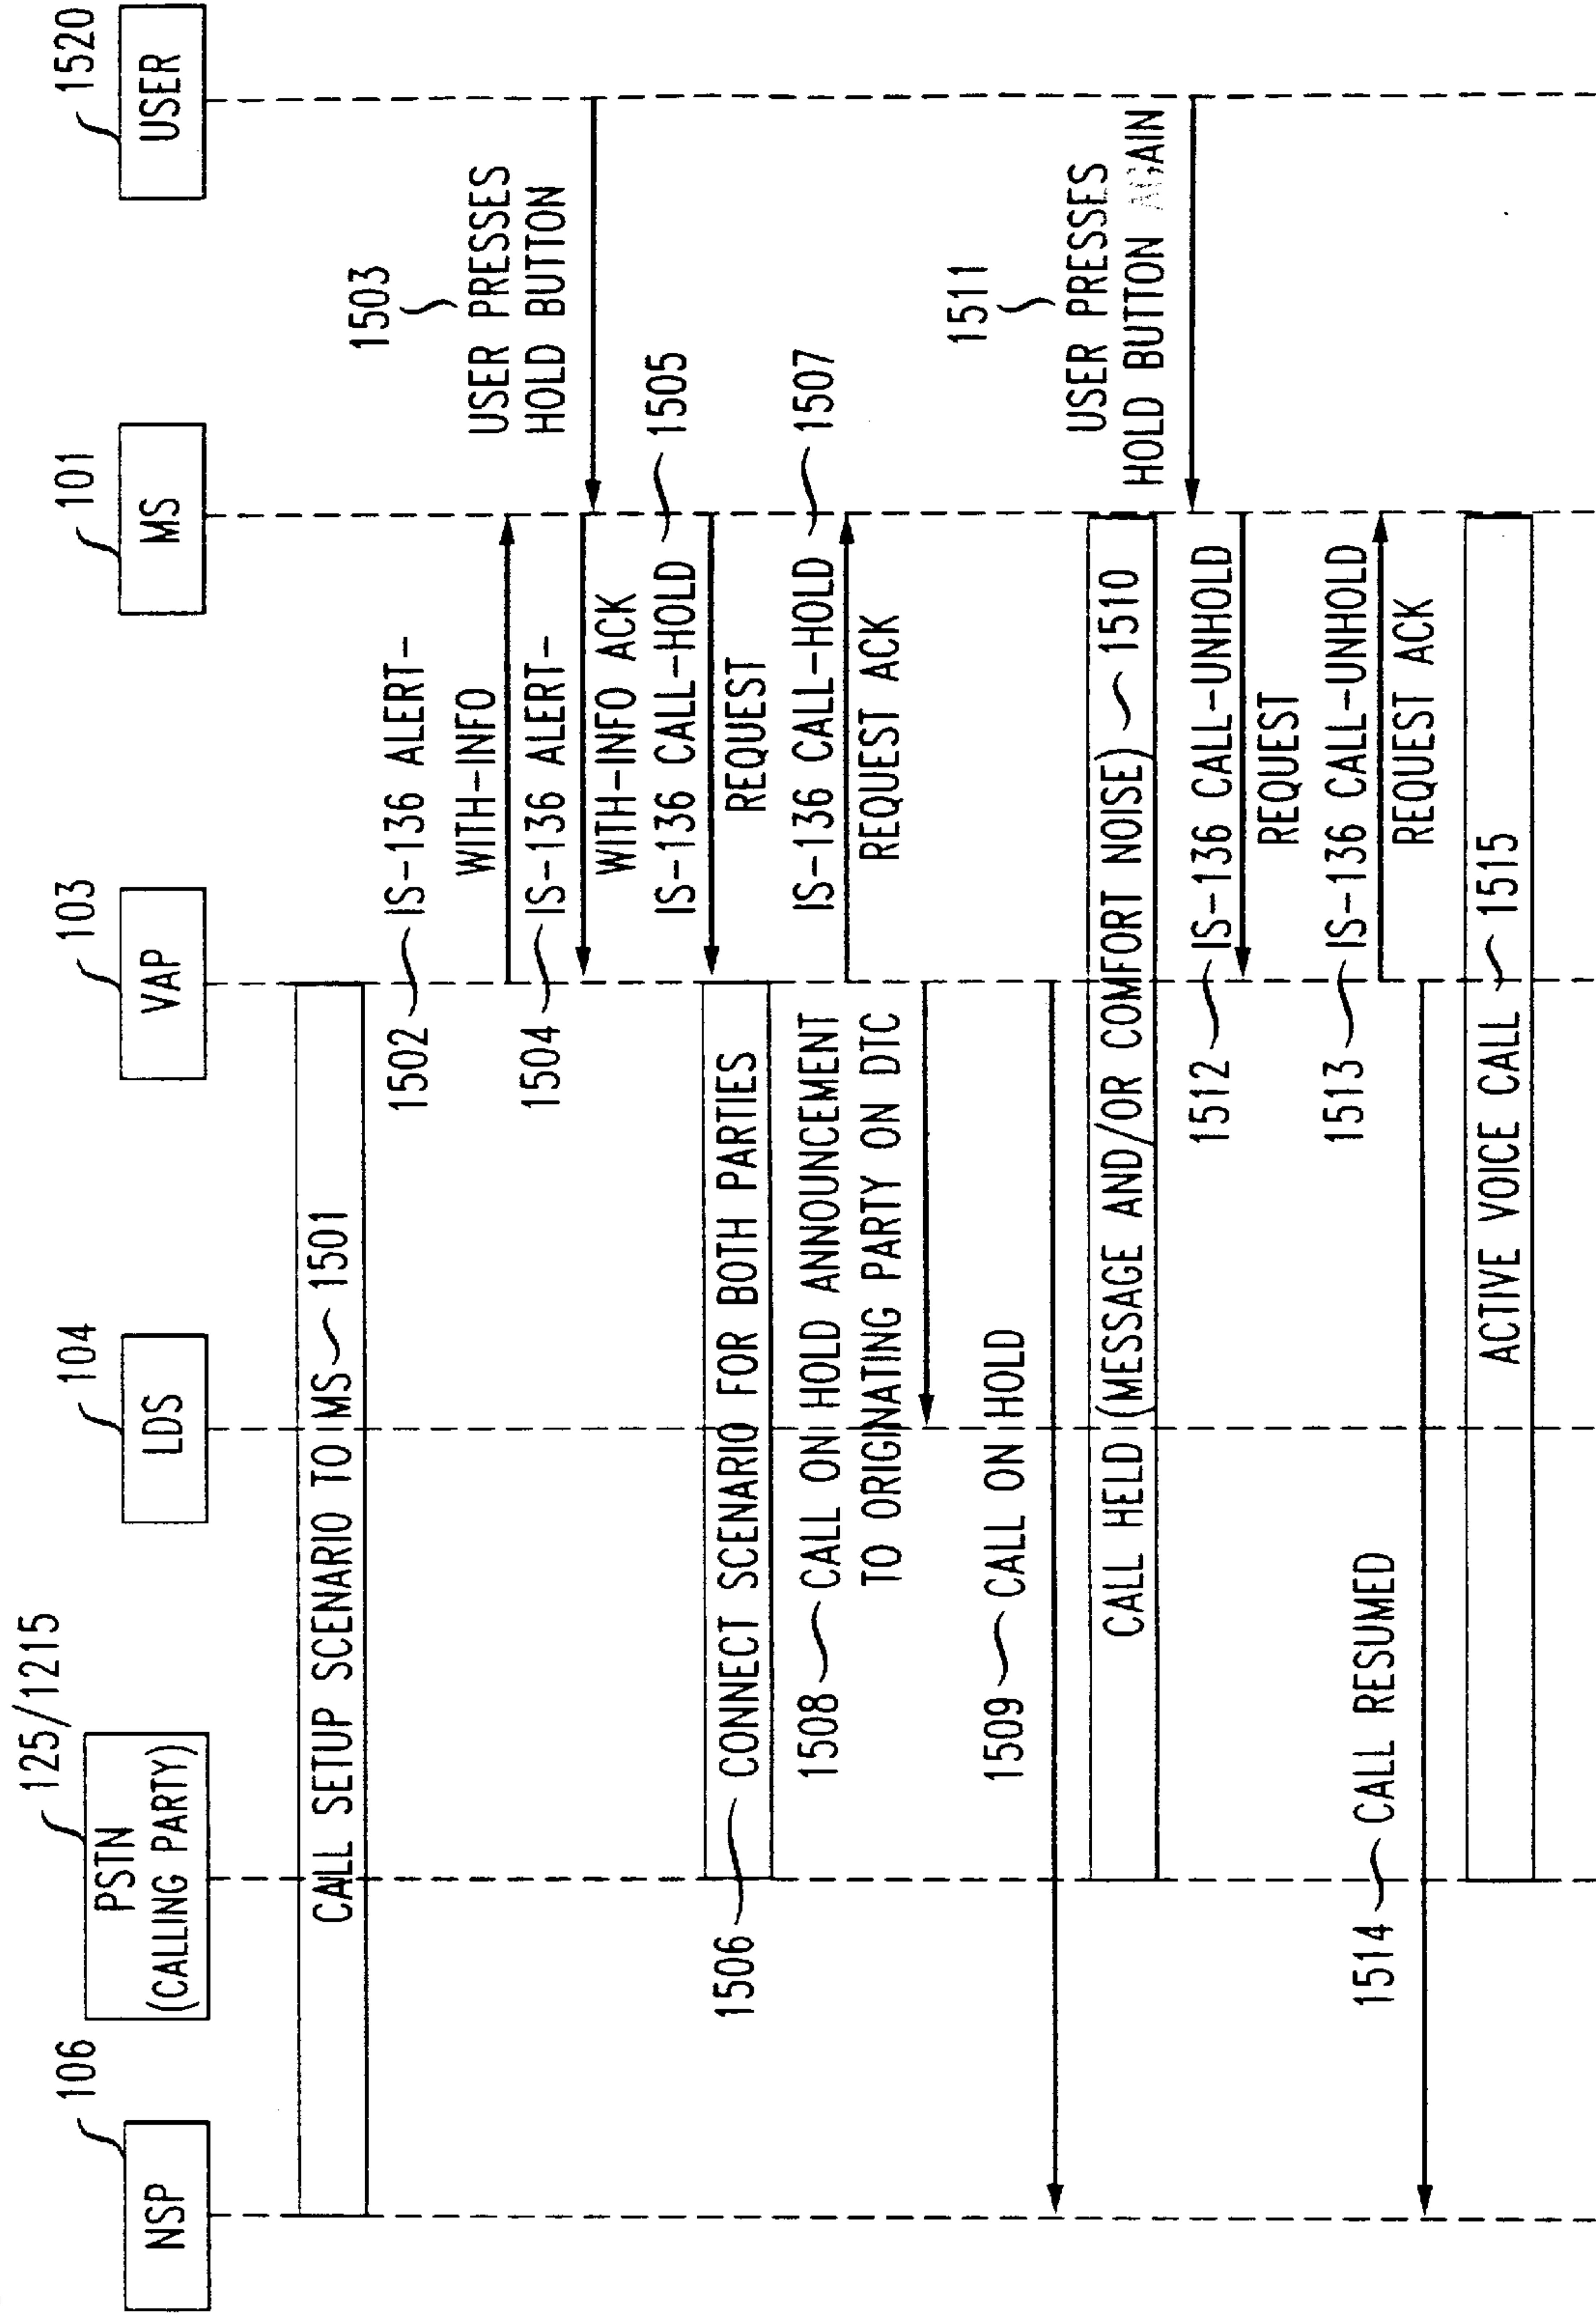 NSP
106
PSTN
(CALLING PARTY)
125/1215
LDS
104
VAP
103
MS
101
USER
1520
CALL SETUP SCENARIO TO MS 1501
1502 IS-136 ALERT-
WITH-INFO
1503
USER PRESSES
HOLD BUTTON
1504 IS-136 ALERT-
WITH-INFO ACK
IS-136 CALL-HOLD 1505
REQUEST
1506 CONNECT SCENARIO FOR BOTH PARTIES
IS-136 CALL-HOLD 1507
REQUEST ACK
1508 CALL ON HOLD ANNOUNCEMENT
TO ORIGINATING PARTY ON DTC
1509 CALL ON HOLD
CALL HELD (MESSAGE AND/OR COMFORT NOISE) 1510
1511
USER PRESSES
HOLD BUTTON AGAIN
1512 IS-136 CALL-UNHOLD
REQUEST
1513 IS-136 CALL-UNHOLD
REQUEST ACK
1514 CALL RESUMED
ACTIVE VOICE CALL 1515